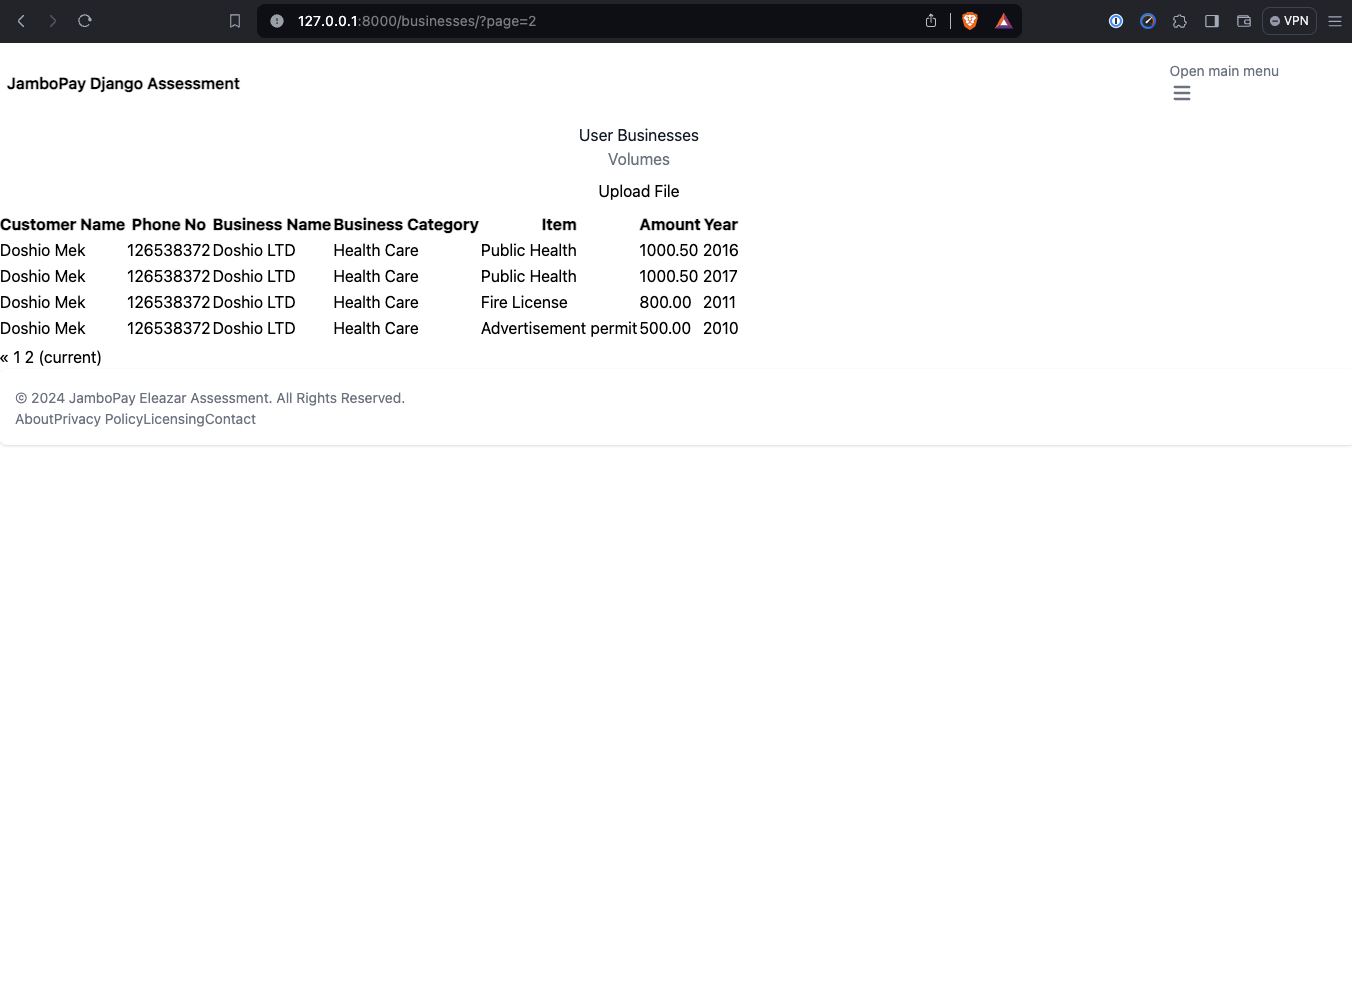 127.0.0.1:8000/businesses/?page=2
VPN
JamboPay Django Assessment
Open main menu
User Businesses
Volumes
Upload File
Customer Name Phone No Business Name Business Category Item Amount Year
Doshio Mek 126538372 Doshio LTD Health Care Public Health 1000.50 2016
Doshio Mek 126538372 Doshio LTD Health Care Public Health 1000.50 2017
Doshio Mek 126538372 Doshio LTD Health Care Fire License 800.00 2011
Doshio Mek 126538372 Doshio LTD Health Care Advertisement permit 500.00 2010
« 1 2 (current)
© 2024 JamboPay Eleazar Assessment. All Rights Reserved.
AboutPrivacy PolicyLicensingContact